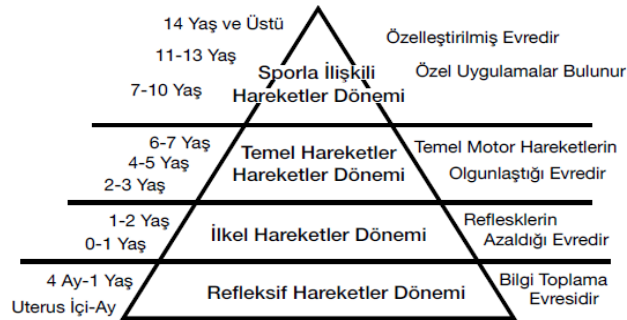 14 Yaş ve Üstü
11-13 Yaş
7-10 Yaş
Sporla İlişkili
Hareketler Dönemi
Özelleştirilmiş Evredir
Özel Uygulamalar Bulunur
6-7 Yaş
4-5 Yaş
2-3 Yaş
Temel Hareketler
Hareketler Dönemi
Temel Motor Hareketlerin
Olgunlaştığı Evredir
1-2 Yaş
0-1 Yaş
İlkel Hareketler Dönemi
Reflesklerin
Azaldığı Evredir
4 Ay-1 Yaş
Uterus İçi-Ay
Refleksif Hareketler Dönemi
Bilgi Toplama
Evresidir